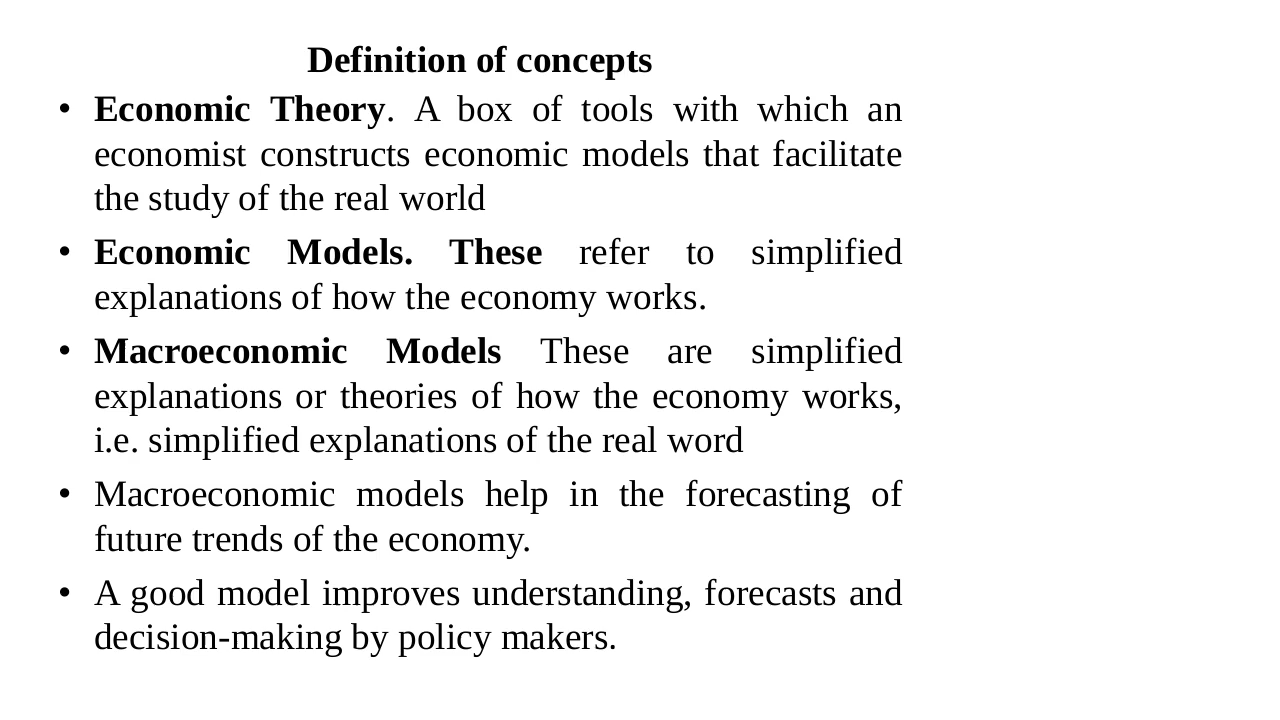 Definition of concepts
• Economic Theory. A box of tools with which an
economist constructs economic models that facilitate
the study of the real world
• Economic Models. These refer to simplified
explanations of how the economy works.
• Macroeconomic Models These are simplified
explanations or theories of how the economy works,
i.e. simplified explanations of the real word
• Macroeconomic models help in the forecasting of
future trends of the economy.
• A good model improves understanding, forecasts and
decision-making by policy makers.